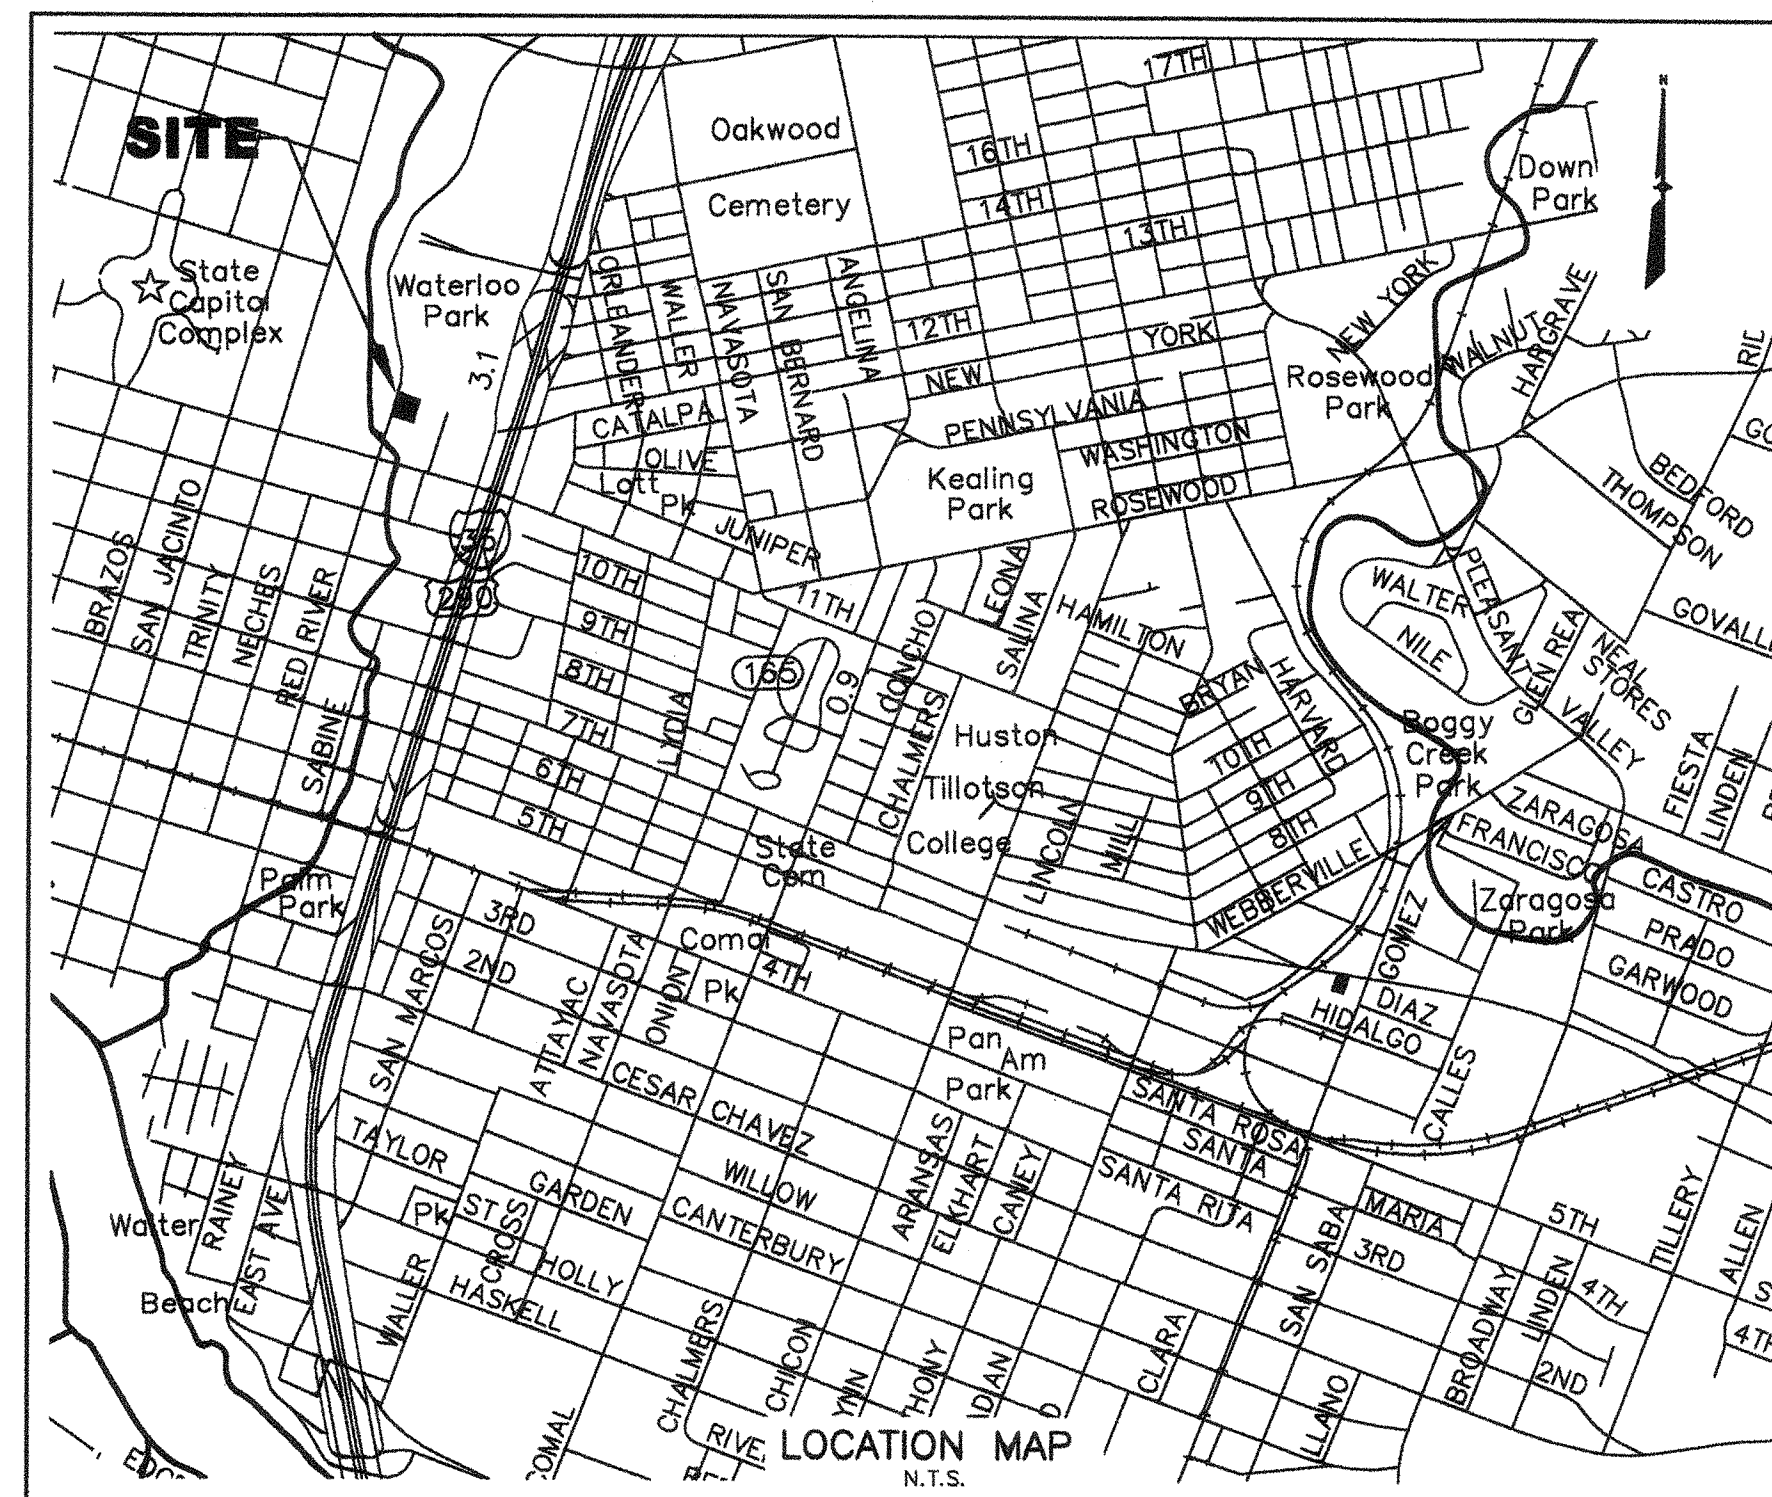 17TH
N
SITE
Oakwood
16TH
Down
Park
Cemetery
14TH
13TH
State
Capitol
Complex
Waterloo
Park
ORLEANDER
WALLER
NAVASOTA
SAN BERNARD
ANGELINA
12TH
YORK
NEW YORK
WALNUT
HARGRAVE
3.1
NEW
Rosewood
Park
CATALPA
PENNSYLVANIA
WASHINGTON
OLIVE
Lott
Pk
Kealing
Park
ROSEWOOD
BEDFORD
THOMPSON
JUNIPER
35
290
BRAZOS
SAN JACINTO
TRINITY
NECHES
RED RIVER
SABINE
10TH
11TH
9TH
8TH
7TH
6TH
5TH
LYDIA
165
0.9
CONCHO
CHALMERS
LEONA
SALINA
HAMILTON
WALTER
NILE
PLEASANT
GLEN REA
NEAL
STORES
VALLEY
BRYAN
HARVARD
Huston
Tillotson
College
10TH
9TH
8TH
Boggy
Creek
Park
FIESTA
LINDEN
ZARAGOSA
FRANCISCO
State
Cem
LINCOLN
MILL
WEBBERVILLE
Palm
Park
CASTRO
Zaragosa
Park
PRADO
GARWOOD
3RD
2ND
Comal
Pk
4TH
SAN MARCOS
ATTAYAC
NAVASOTA
ONION
GOMEZ
DIAZ
HIDALGO
CALLES
Pan Am
Park
CESAR CHAVEZ
SANTA ROSA
SANTA
MARIA
SANTA RITA
TAYLOR
WILLOW
GARDEN
CANTERBURY
ARANSAS
ELKHART
CANEY
RAINEY
EAST AVE
Pk
ST
CROSS
HOLLY
HASKELL
WALLER
Walter
Beach
SAN SABA
3RD
5TH
4TH
2ND
TILLERY
ALLEN
BROADWAY
LINDEN
4TH
CHALMERS
CHICON
CLARA
LLANO
COMAL
LOCATION MAP
N.T.S.